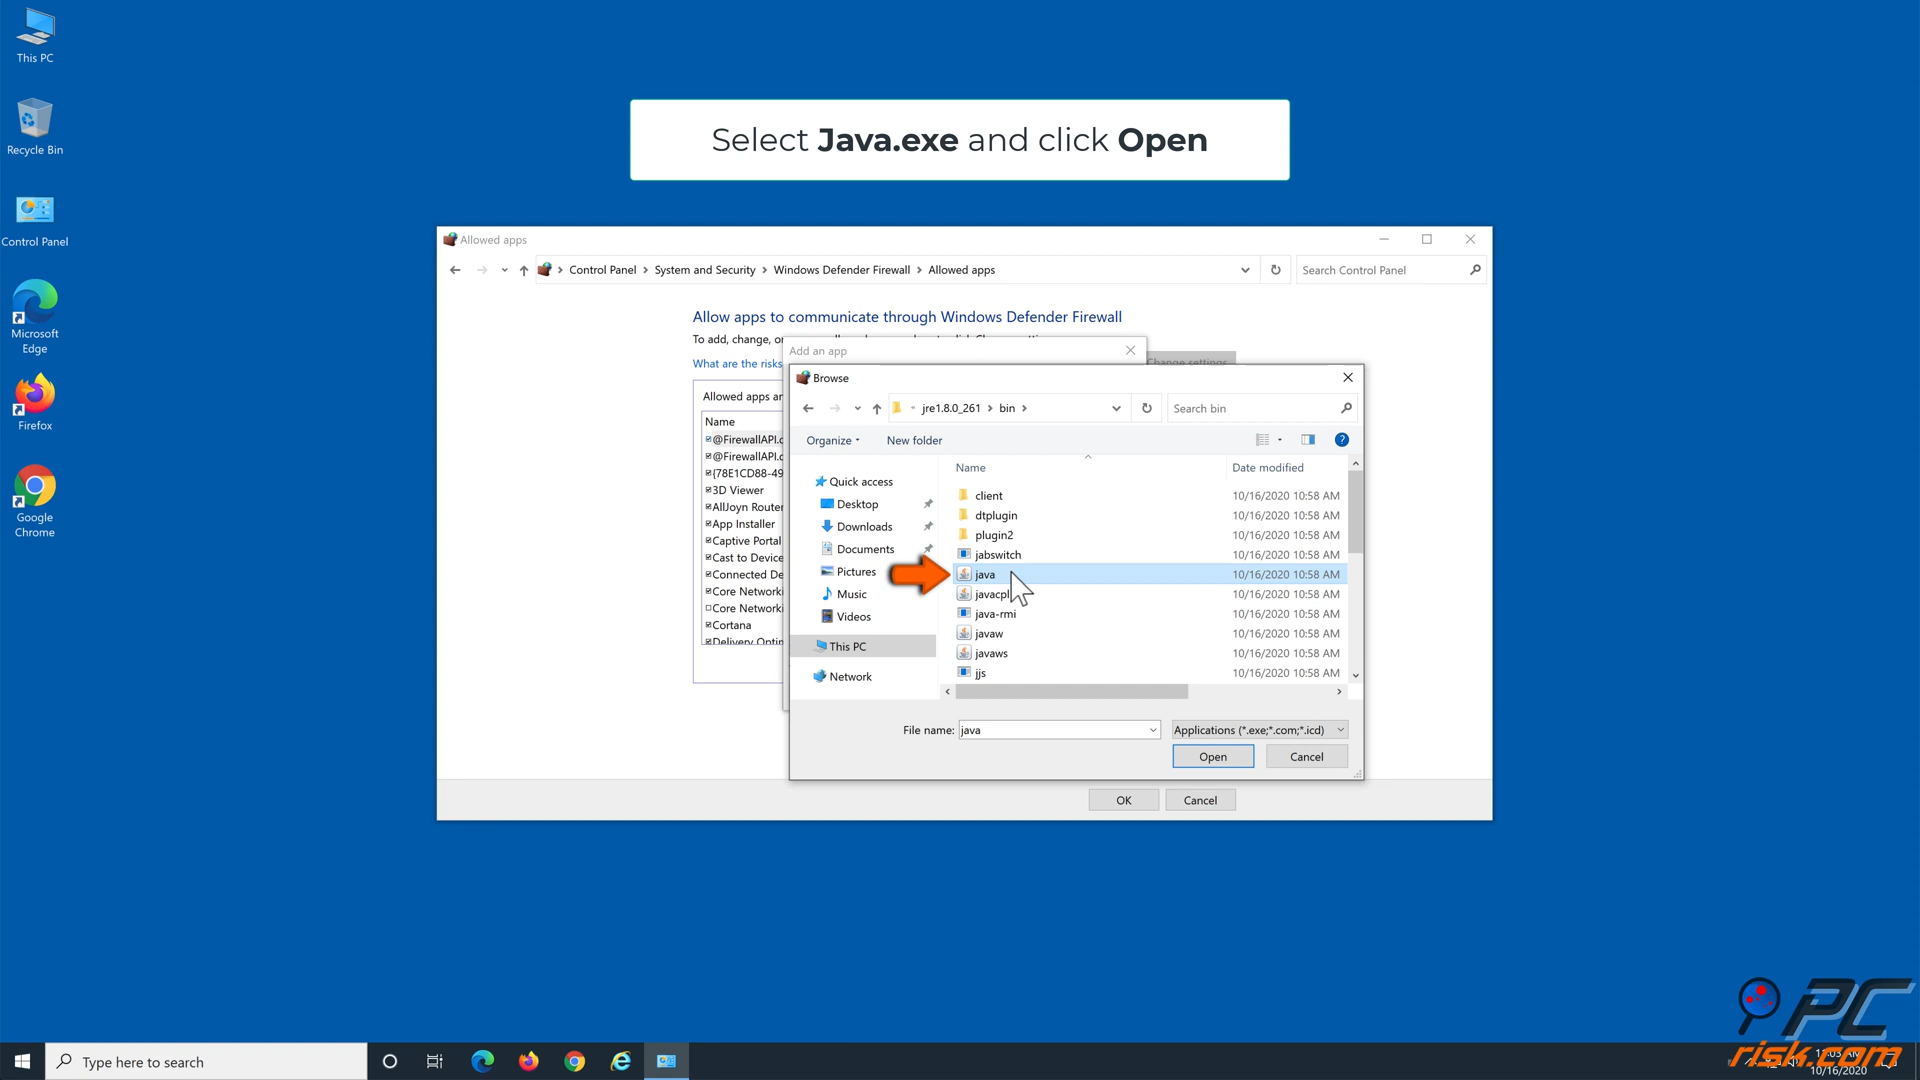 This PC
Recycle Bin
Control Panel
Microsoft
Edge
Firefox
Google
Chrome
Select Java.exe and click Open
Allowed apps
Control Panel > System and Security > Windows Defender Firewall > Allowed apps
Search Control Panel
Allow apps to communicate through Windows Defender Firewall
To add, change, or
What are the risks
Change settings
Allowed apps an
Name
@FirewallAPI.d
@FirewallAPI.d
{78E1CD88-49
3D Viewer
AllJoyn Router
App Installer
Captive Portal
Cast to Device
Connected De
Core Networki
Core Networki
Cortana
Delivery Optim
Add an app
Browse
jre1.8.0_261 > bin >
Search bin
Organize
New folder
Quick access
Desktop
Downloads
Documents
Pictures
Music
Videos
This PC
Network
Name Date modified
client 10/16/2020 10:58 AM
dtplugin 10/16/2020 10:58 AM
plugin2 10/16/2020 10:58 AM
jabswitch 10/16/2020 10:58 AM
java 10/16/2020 10:58 AM
javacpl 10/16/2020 10:58 AM
java-rmi 10/16/2020 10:58 AM
javaw 10/16/2020 10:58 AM
javaws 10/16/2020 10:58 AM
jjs 10/16/2020 10:58 AM
File name: java
Applications (*.exe;*.com;*.icd)
Open Cancel
OK Cancel
Type here to search
PC
risk.com
10/16/2020